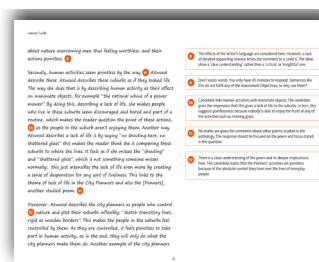 Learner Guide
about nature overcoming man thus feeling worthless, and their
actions pointless. 8
Secondly, human activities seem pointless by the way 9 Atwood
describes these. Atwood describes these suburbs as if they looked life.
The way she does that is by describing human activity as their effect
on inanimate objects, for example "the rational whine of a power
mower". By doing this, describing a lack of life, she makes people
who live in these suburbs seem discouraged and bored and part of a
routine, which makes the reader question the point of these actions,
10 as the people in the suburb aren't enjoying them. Another way
Atwood describes a lack of life is by saying "no shouting here, no
shattered glass" this makes the reader think she is comparing these
suburbs to where she lives. It feels as if she misses the "shouting"
and "shattered glass", which is not something someone misses
normally. this just intensifies the lack of life even more by creating
a sense of desperation for any sort of liveliness. This links to the
theme of lack of life in the City Planners and also the [Pioneers],
another studied poem. 11
Moreover, Atwood describes the city planners as people who control
12 nature and plot their suburbs inflexibly: "sketch transitory lines,
rigid as wooden borders". This makes the people in the suburbs feel
controlled by them. As they are controlled, it feels pointless to take
part in human activity, as in the end, they will only do what the
city planners make them do. Another example of the city planners
8 The effects of the writer's language are considered here. However, a lack
of detailed supporting means limits the comment to a Level 6. The ideas
show a 'clear understanding' rather than a 'critical' or 'insightful' one.
9 Don't waste words. You only have 45 minutes to respond. Sentences like
this do not fulfil any of the Assessment Objectives, so why use them?
10 Candidate links human activities with inanimate objects. The candidate
gives the impression that this gives a lack of life to the suburbs. In turn, this
suggests pointlessness because no one is able to enjoy the fruits of any of
the activities such as mowing grass.
11 No marks are given for comments about other poems studied in the
anthology. The response should be focused on the poem and focus stated
in the question.
12 There is a clear understanding of the poem and its deeper implications
here. The candidate states that the Planners' activities are pointless
because of the absolute control they have over the lives of everyday
people.